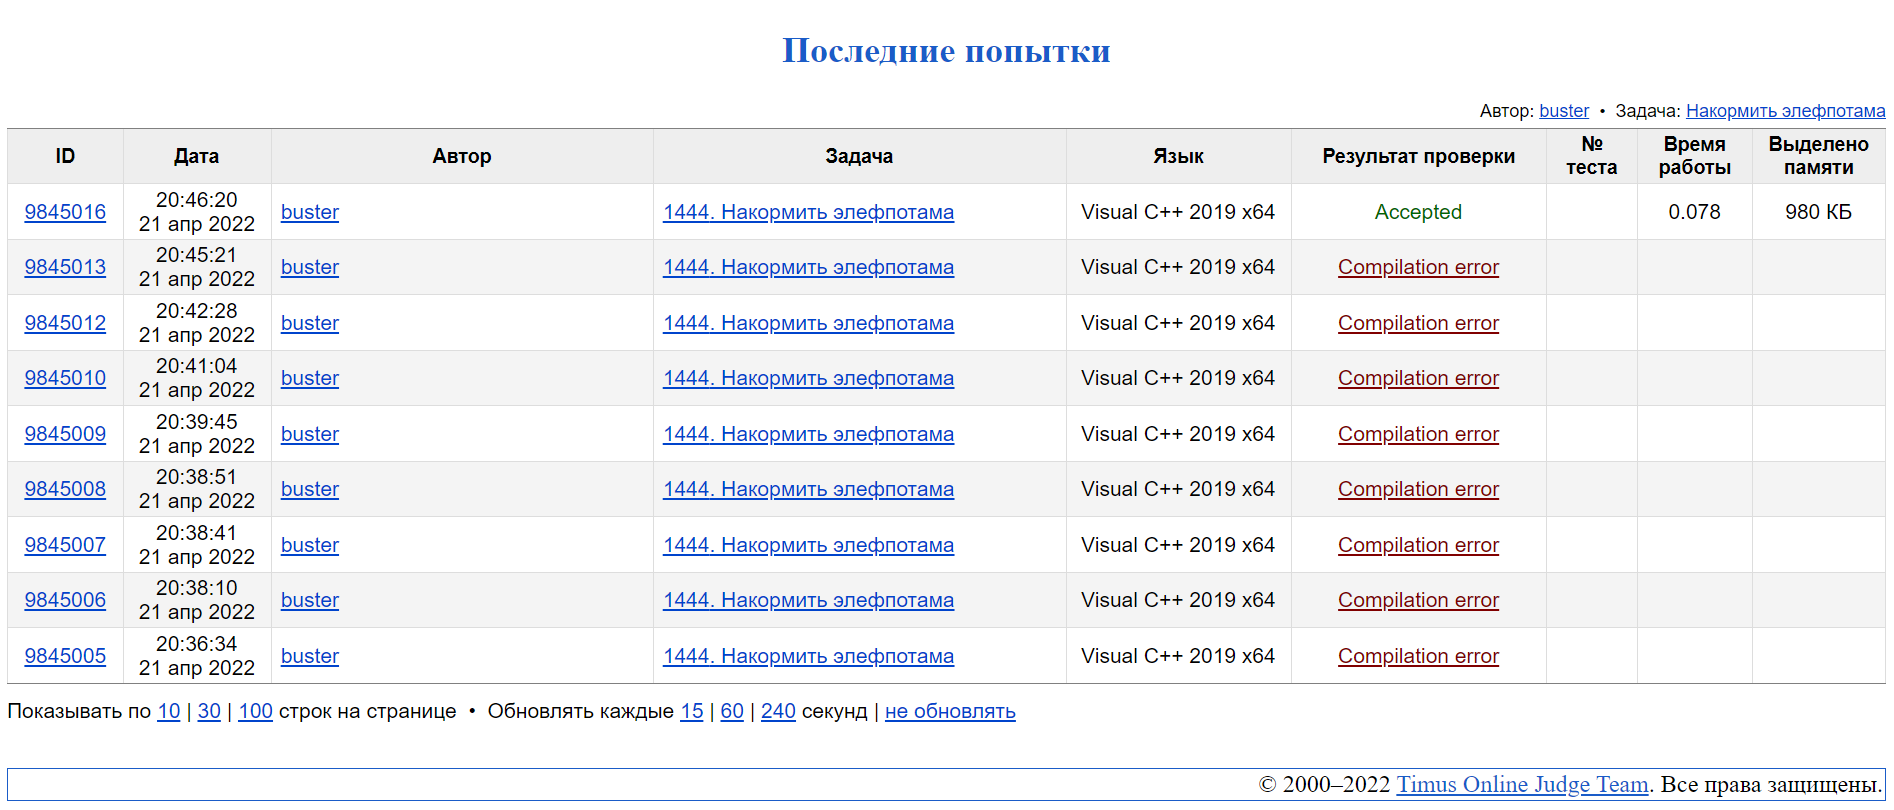 Последние попытки
Автор: buster • Задача: Накормить элефпотама
ID Дата Автор Задача Язык Результат проверки № теста Время работы Выделено памяти
9845016 20:46:20 21 апр 2022 buster 1444. Накормить элефпотама Visual C++ 2019 x64 Accepted 0.078 980 КБ
9845013 20:45:21 21 апр 2022 buster 1444. Накормить элефпотама Visual C++ 2019 x64 Compilation error
9845012 20:42:28 21 апр 2022 buster 1444. Накормить элефпотама Visual C++ 2019 x64 Compilation error
9845010 20:41:04 21 апр 2022 buster 1444. Накормить элефпотама Visual C++ 2019 x64 Compilation error
9845009 20:39:45 21 апр 2022 buster 1444. Накормить элефпотама Visual C++ 2019 x64 Compilation error
9845008 20:38:51 21 апр 2022 buster 1444. Накормить элефпотама Visual C++ 2019 x64 Compilation error
9845007 20:38:41 21 апр 2022 buster 1444. Накормить элефпотама Visual C++ 2019 x64 Compilation error
9845006 20:38:10 21 апр 2022 buster 1444. Накормить элефпотама Visual C++ 2019 x64 Compilation error
9845005 20:36:34 21 апр 2022 buster 1444. Накормить элефпотама Visual C++ 2019 x64 Compilation error
Показывать по 10 | 30 | 100 строк на странице • Обновлять каждые 15 | 60 | 240 секунд | не обновлять
© 2000–2022 Timus Online Judge Team. Все права защищены.